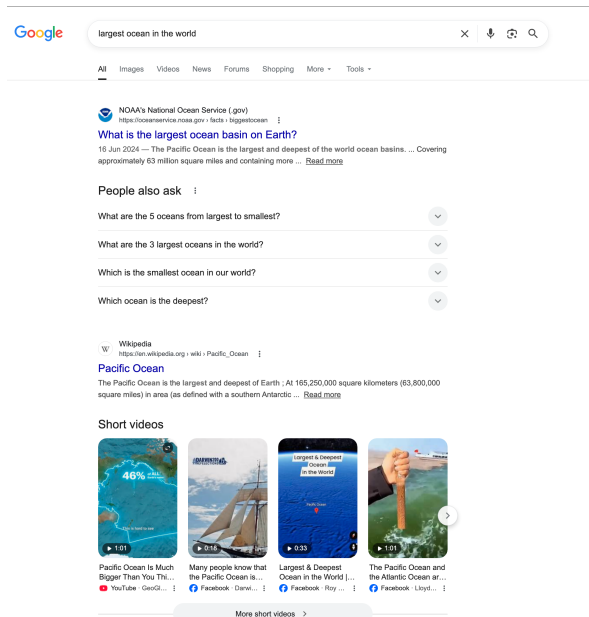 Google
largest ocean in the world
All Images Videos News Forums Shopping More Tools
NOAA's National Ocean Service (.gov)
https://oceanservice.noaa.gov › facts › biggestocean
What is the largest ocean basin on Earth?
16 Jun 2024 — The Pacific Ocean is the largest and deepest of the world ocean basins. ... Covering
approximately 63 million square miles and containing more ... Read more
People also ask
What are the 5 oceans from largest to smallest?
What are the 3 largest oceans in the world?
Which is the smallest ocean in our world?
Which ocean is the deepest?
W
Wikipedia
https://en.wikipedia.org › wiki › Pacific_Ocean
Pacific Ocean
The Pacific Ocean is the largest and deepest of Earth ; At 165,250,000 square kilometers (63,800,000
square miles) in area (as defined with a southern Antarctic ... Read more
Short videos
46% of ALL
This is hard to see
1:01
0:16
Largest & Deepest
Ocean
in the World
Pacific Ocean
0:33
1:01
Pacific Ocean Is Much
Bigger Than You Thi...
YouTube · GeoGl...
Many people know that
the Pacific Ocean is...
Facebook · Darwi...
Largest & Deepest
Ocean in the World |...
Facebook · Roy ...
The Pacific Ocean and
the Atlantic Ocean ar...
Facebook · Lloyd...
More short videos